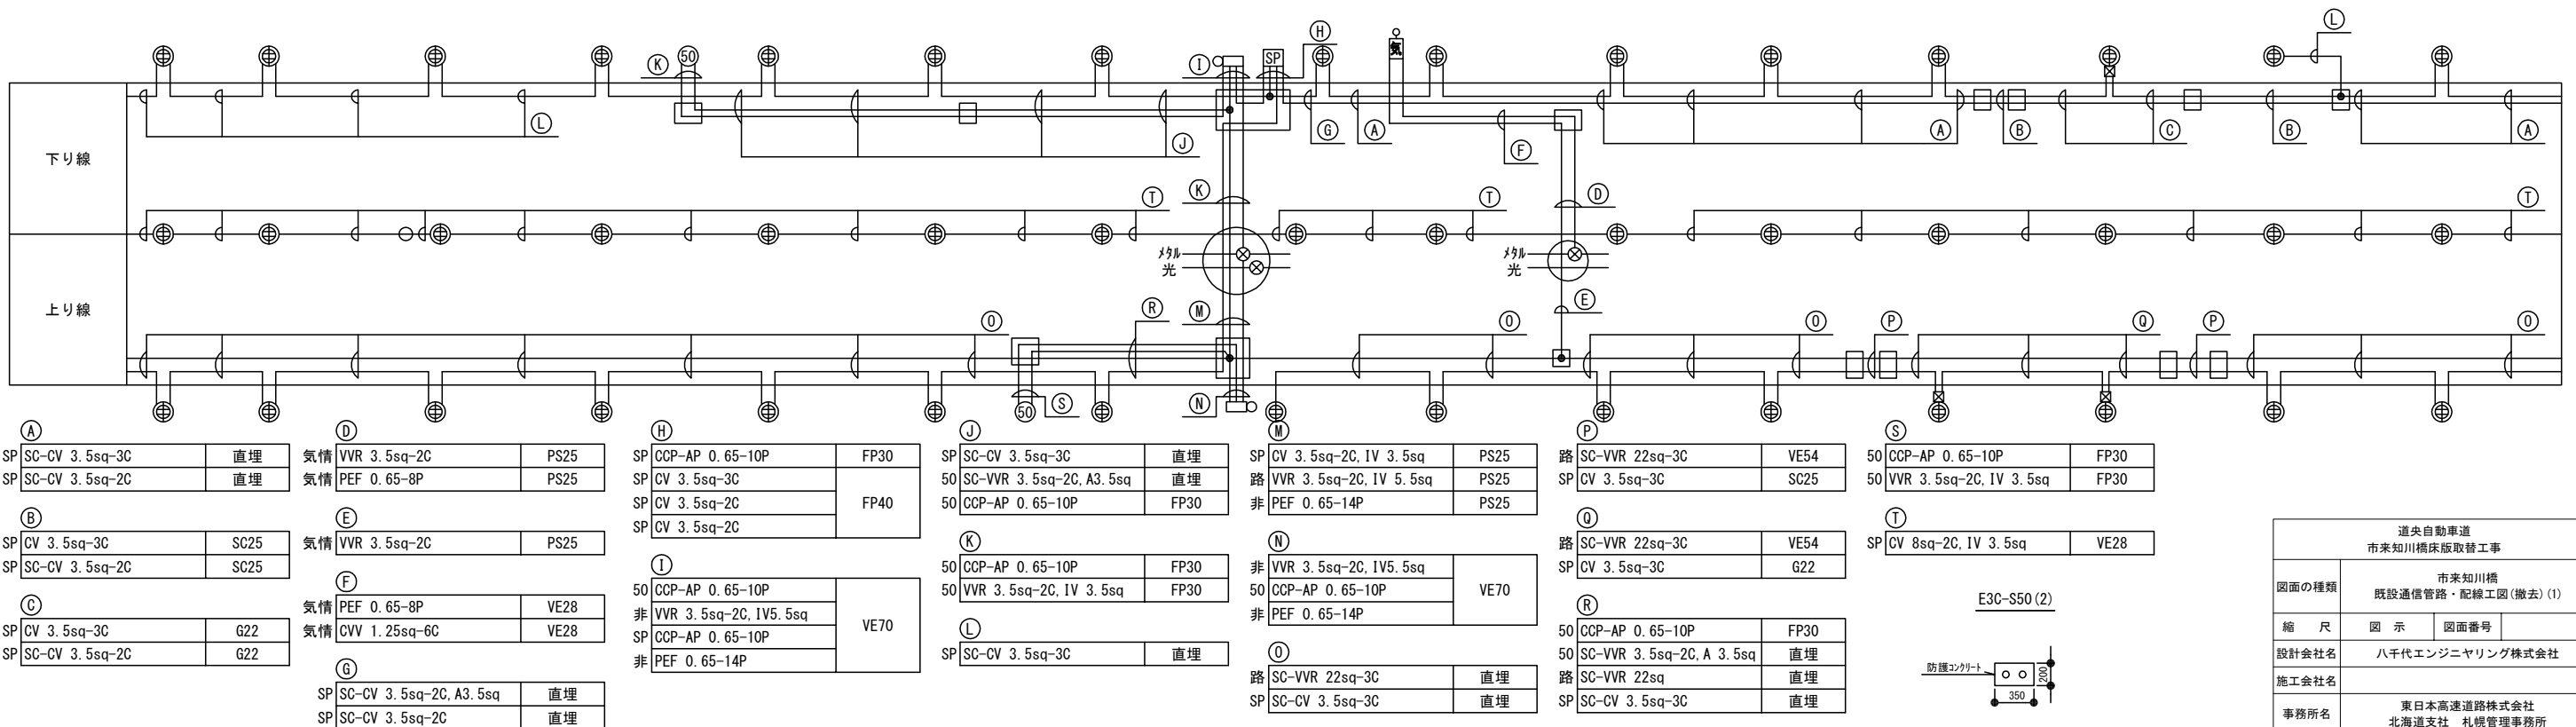 L
H
K
50
I
SP
気
L
G
A
F
A
B
C
B
A
J
下り線
K
D
T
T
T
メタル
光
メタル
光
上り線
R
M
E
O
O
O
P
Q
P
O
50
S
N
A
SP SC-CV 3.5sq-3C 直埋
SP SC-CV 3.5sq-2C 直埋
B
SP CV 3.5sq-3C SC25
SP SC-CV 3.5sq-2C SC25
C
SP CV 3.5sq-3C G22
SP SC-CV 3.5sq-2C G22
D
気情 VVR 3.5sq-2C PS25
気情 PEF 0.65-8P PS25
E
気情 VVR 3.5sq-2C PS25
F
気情 PEF 0.65-8P VE28
気情 CVV 1.25sq-6C VE28
G
SP SC-CV 3.5sq-2C,A3.5sq 直埋
SP SC-CV 3.5sq-2C 直埋
H
SP CCP-AP 0.65-10P FP30
SP CV 3.5sq-3C
SP CV 3.5sq-2C FP40
SP CV 3.5sq-2C
I
50 CCP-AP 0.65-10P
非 VVR 3.5sq-2C,IV5.5sq
SP CCP-AP 0.65-10P VE70
非 PEF 0.65-14P
J
SP SC-CV 3.5sq-3C 直埋
50 SC-VVR 3.5sq-2C,A3.5sq 直埋
50 CCP-AP 0.65-10P FP30
K
50 CCP-AP 0.65-10P FP30
50 VVR 3.5sq-2C,IV 3.5sq FP30
L
SP SC-CV 3.5sq-3C 直埋
M
SP CV 3.5sq-2C,IV 3.5sq PS25
路 VVR 3.5sq-2C,IV 5.5sq PS25
非 PEF 0.65-14P PS25
N
非 VVR 3.5sq-2C,IV5.5sq
50 CCP-AP 0.65-10P VE70
非 PEF 0.65-14P
O
路 SC-VVR 22sq-3C 直埋
SP SC-CV 3.5sq-3C 直埋
P
路 SC-VVR 22sq-3C VE54
SP CV 3.5sq-3C SC25
Q
路 SC-VVR 22sq-3C VE54
SP CV 3.5sq-3C G22
R
50 CCP-AP 0.65-10P FP30
50 SC-VVR 3.5sq-2C,A 3.5sq 直埋
路 SC-VVR 22sq 直埋
SP SC-CV 3.5sq-3C 直埋
S
50 CCP-AP 0.65-10P FP30
50 VVR 3.5sq-2C,IV 3.5sq FP30
T
SP CV 8sq-2C,IV 3.5sq VE28
E3C-S50(2)
防護コンクリート
200
350
道央自動車道
市来知川橋床版取替工事
図面の種類 市来知川橋
既設通信管路・配線工図(撤去)(1)
縮 尺 図 示 図面番号
設計会社名 八千代エンジニヤリング株式会社
施工会社名
事務所名 東日本高速道路株式会社
北海道支社 札幌管理事務所